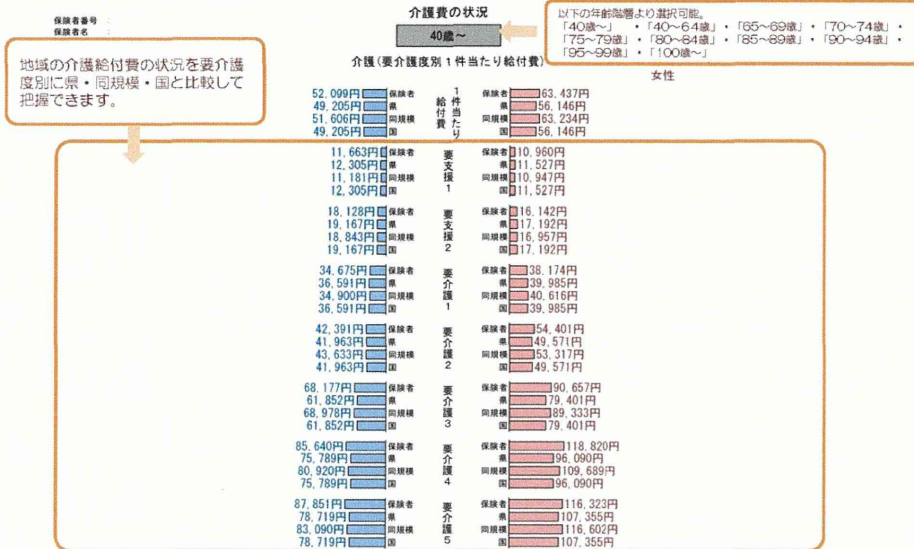 介護費の状況
保険者番号 :
保険者名 :
40歳～
以下の年齢階層より選択可能。
「40歳～」 ・「40～64歳」・「65～69歳」・「70～74歳」・
「75～79歳」・「80～84歳」・「85～89歳」・「90～94歳」・
「95～99歳」・「100歳～」
地域の介護給付費の状況を要介護
度別に県・同規模・国と比較して
把握できます。
介護(要介護度別1件当たり給付費)
女性
1件当たり給付費
52,099円 保険者 保険者 63,437円
49,205円 県 県 56,146円
51,606円 同規模 同規模 63,234円
49,205円 国 国 56,146円
要支援1
11,663円 保険者 保険者 10,960円
12,305円 県 県 11,527円
11,181円 同規模 同規模 10,947円
12,305円 国 国 11,527円
要支援2
18,128円 保険者 保険者 16,142円
19,167円 県 県 17,192円
18,843円 同規模 同規模 16,957円
19,167円 国 国 17,192円
要介護1
34,675円 保険者 保険者 38,174円
36,591円 県 県 39,985円
34,900円 同規模 同規模 40,616円
36,591円 国 国 39,985円
要介護2
42,391円 保険者 保険者 54,401円
41,963円 県 県 49,571円
43,633円 同規模 同規模 53,317円
41,963円 国 国 49,571円
要介護3
68,177円 保険者 保険者 90,657円
61,852円 県 県 79,401円
68,978円 同規模 同規模 89,333円
61,852円 国 国 79,401円
要介護4
85,640円 保険者 保険者 118,820円
75,789円 県 県 96,090円
80,920円 同規模 同規模 109,689円
75,789円 国 国 96,090円
要介護5
87,851円 保険者 保険者 116,323円
78,719円 県 県 107,355円
83,090円 同規模 同規模 116,602円
78,719円 国 国 107,355円